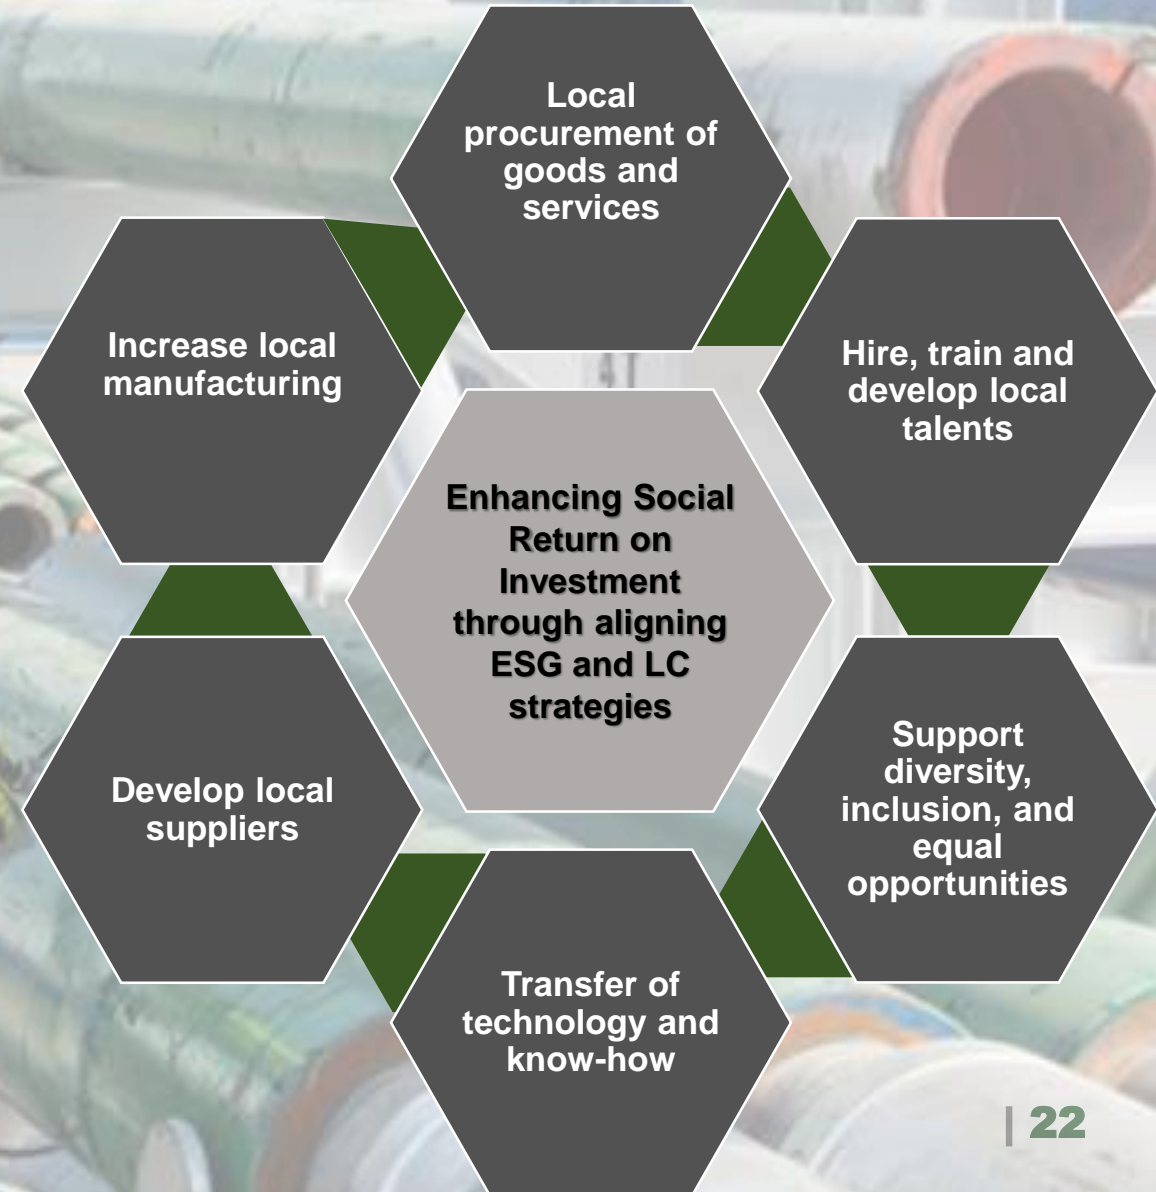 Local
procurement of
goods and
services
Hire, train and
develop local
talents
Support
diversity,
inclusion, and
equal
opportunities
Transfer of
technology and
know-how
Develop local
suppliers
Increase local
manufacturing
Enhancing Social
Return on
Investment
through aligning
ESG and LC
strategies
| 22